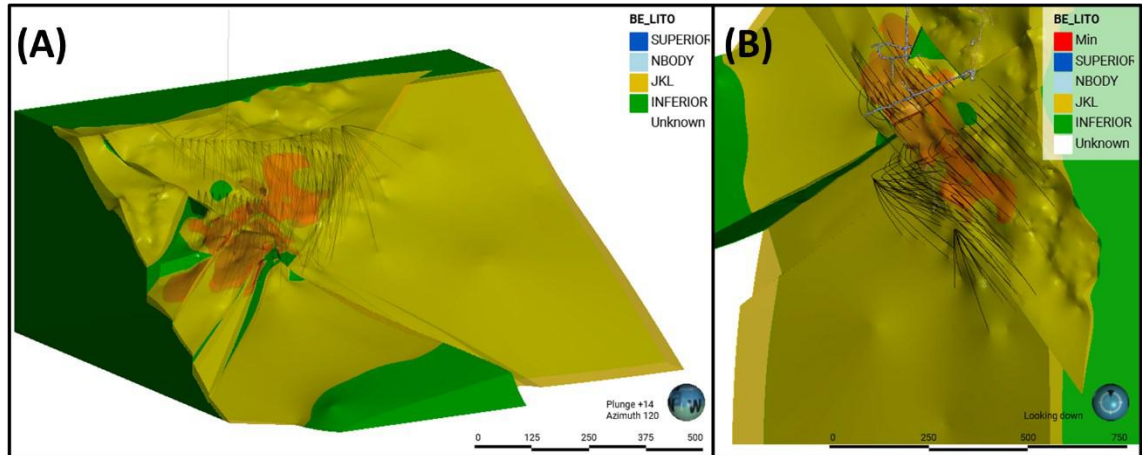 (A)
BE_LITO
SUPERIOR
NBODY
JKL
INFERIOR
Unknown
Plunge +14
Azimuth 120
0 125 250 375 500
(B)
BE_LITO
Min
SUPERIOR
NBODY
JKL
INFERIOR
Unknown
Looking down
0 250 500 750